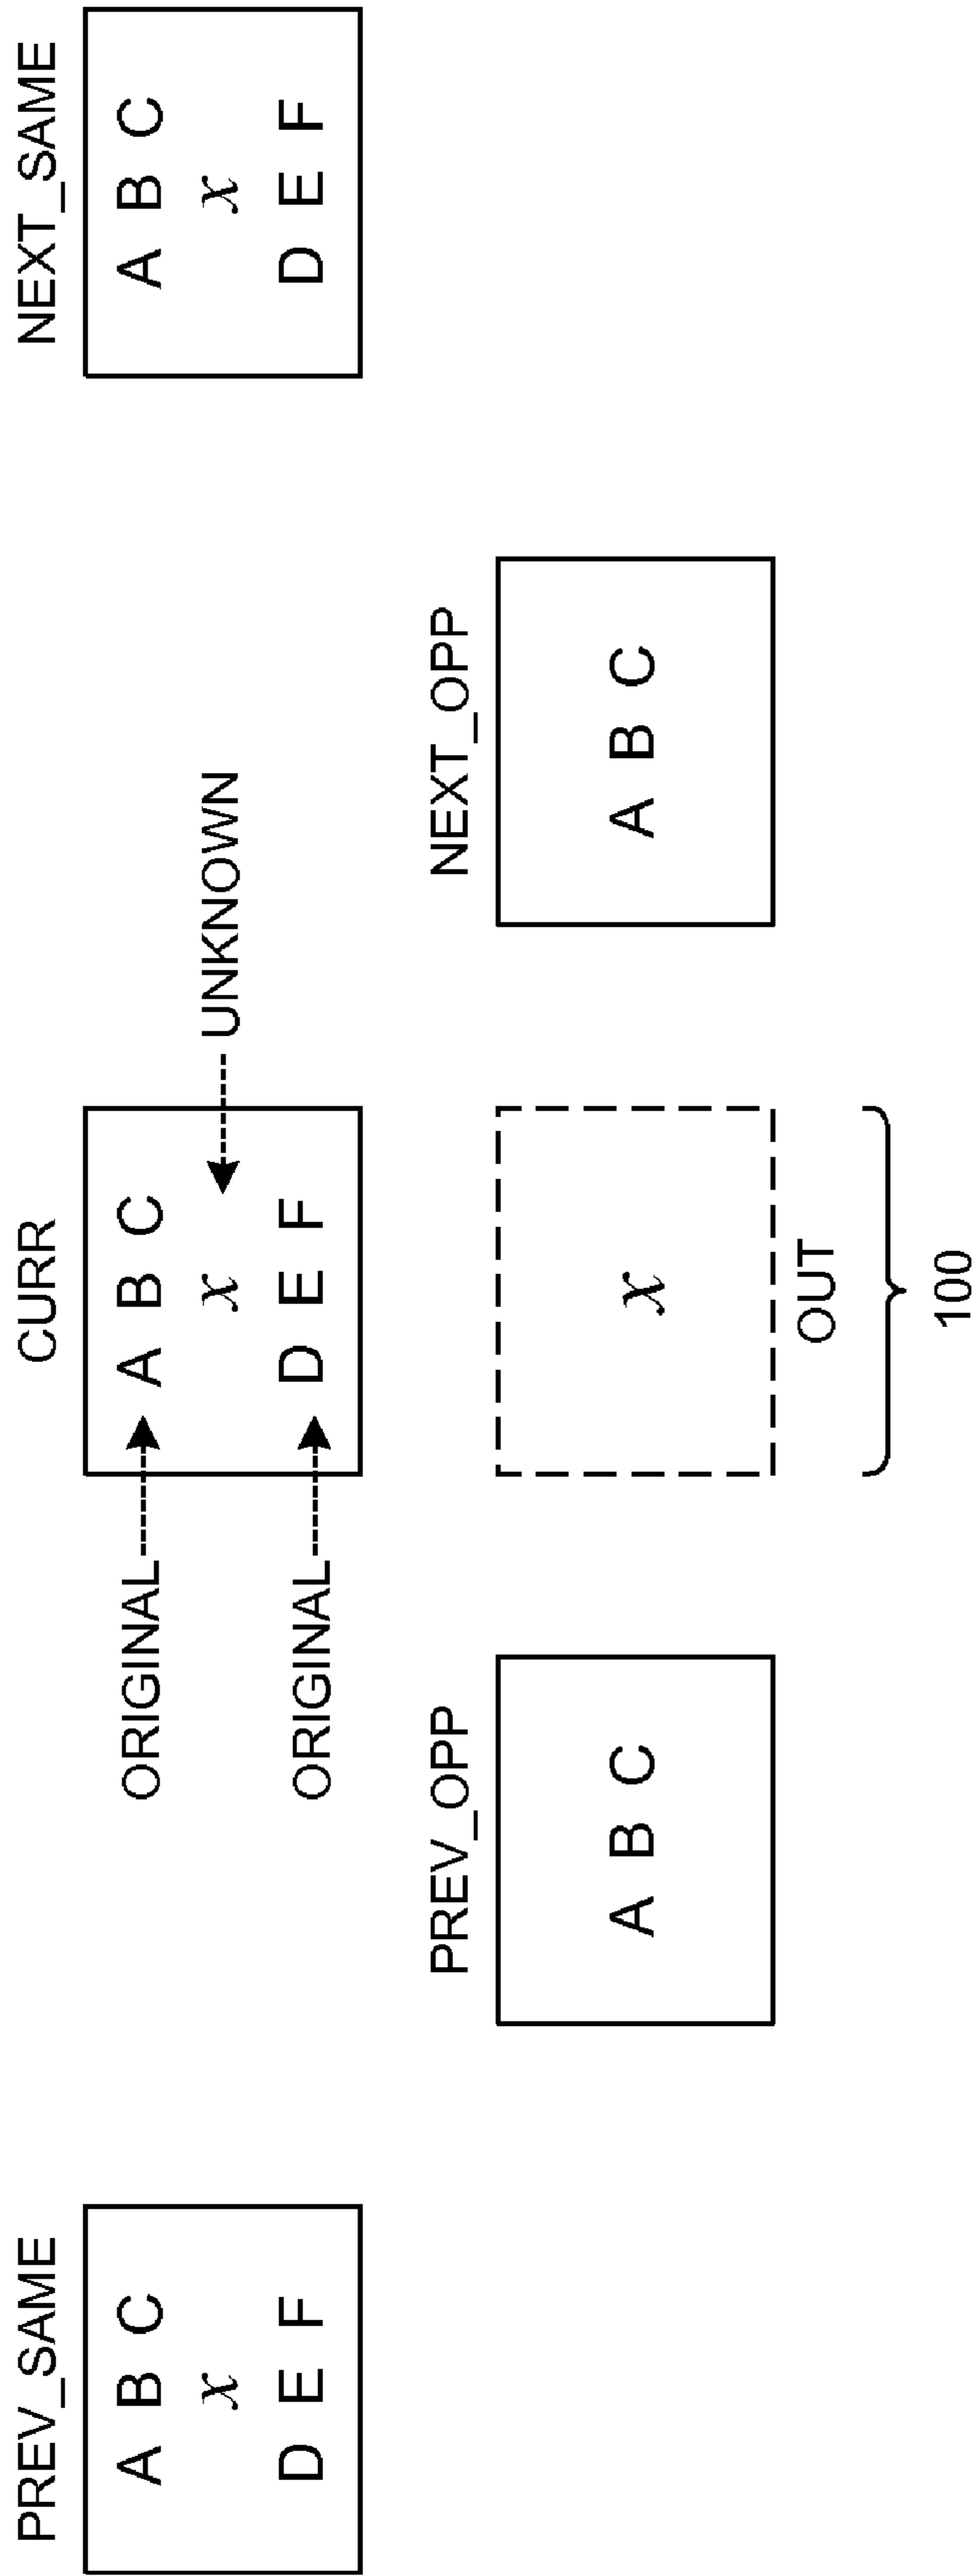 PREV_SAME
A B C
x
D E F
PREV_OPP
A B C
CURR
ORIGINAL
A B C
x
UNKNOWN
ORIGINAL
D E F
x
OUT
100
NEXT_OPP
A B C
NEXT_SAME
A B C
x
D E F